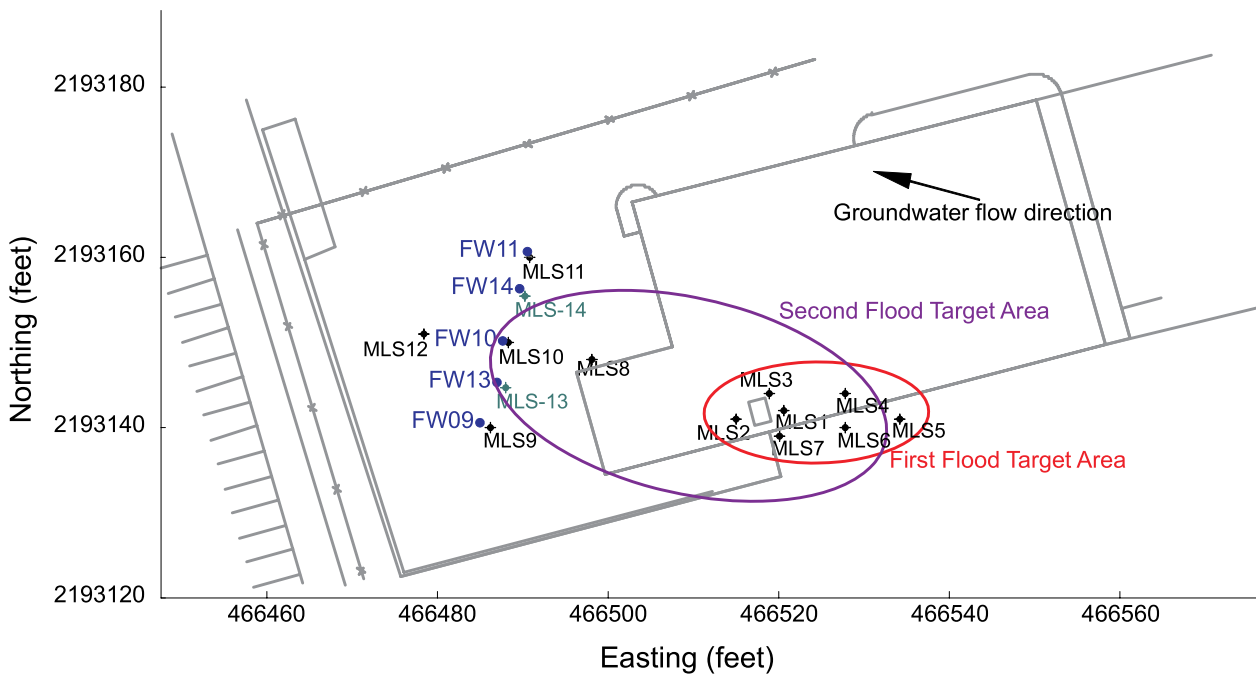 2193180
2193160
2193140
2193120
Northing (feet)
466460
466480
466500
466520
466540
466560
Easting (feet)
Groundwater flow direction
FW11
MLS11
FW14
MLS-14
Second Flood Target Area
FW10
MLS10
MLS12
MLS8
FW13
MLS-13
MLS3
FW09
MLS9
MLS4
MLS1
MLS2
MLS5
MLS7
MLS6
First Flood Target Area